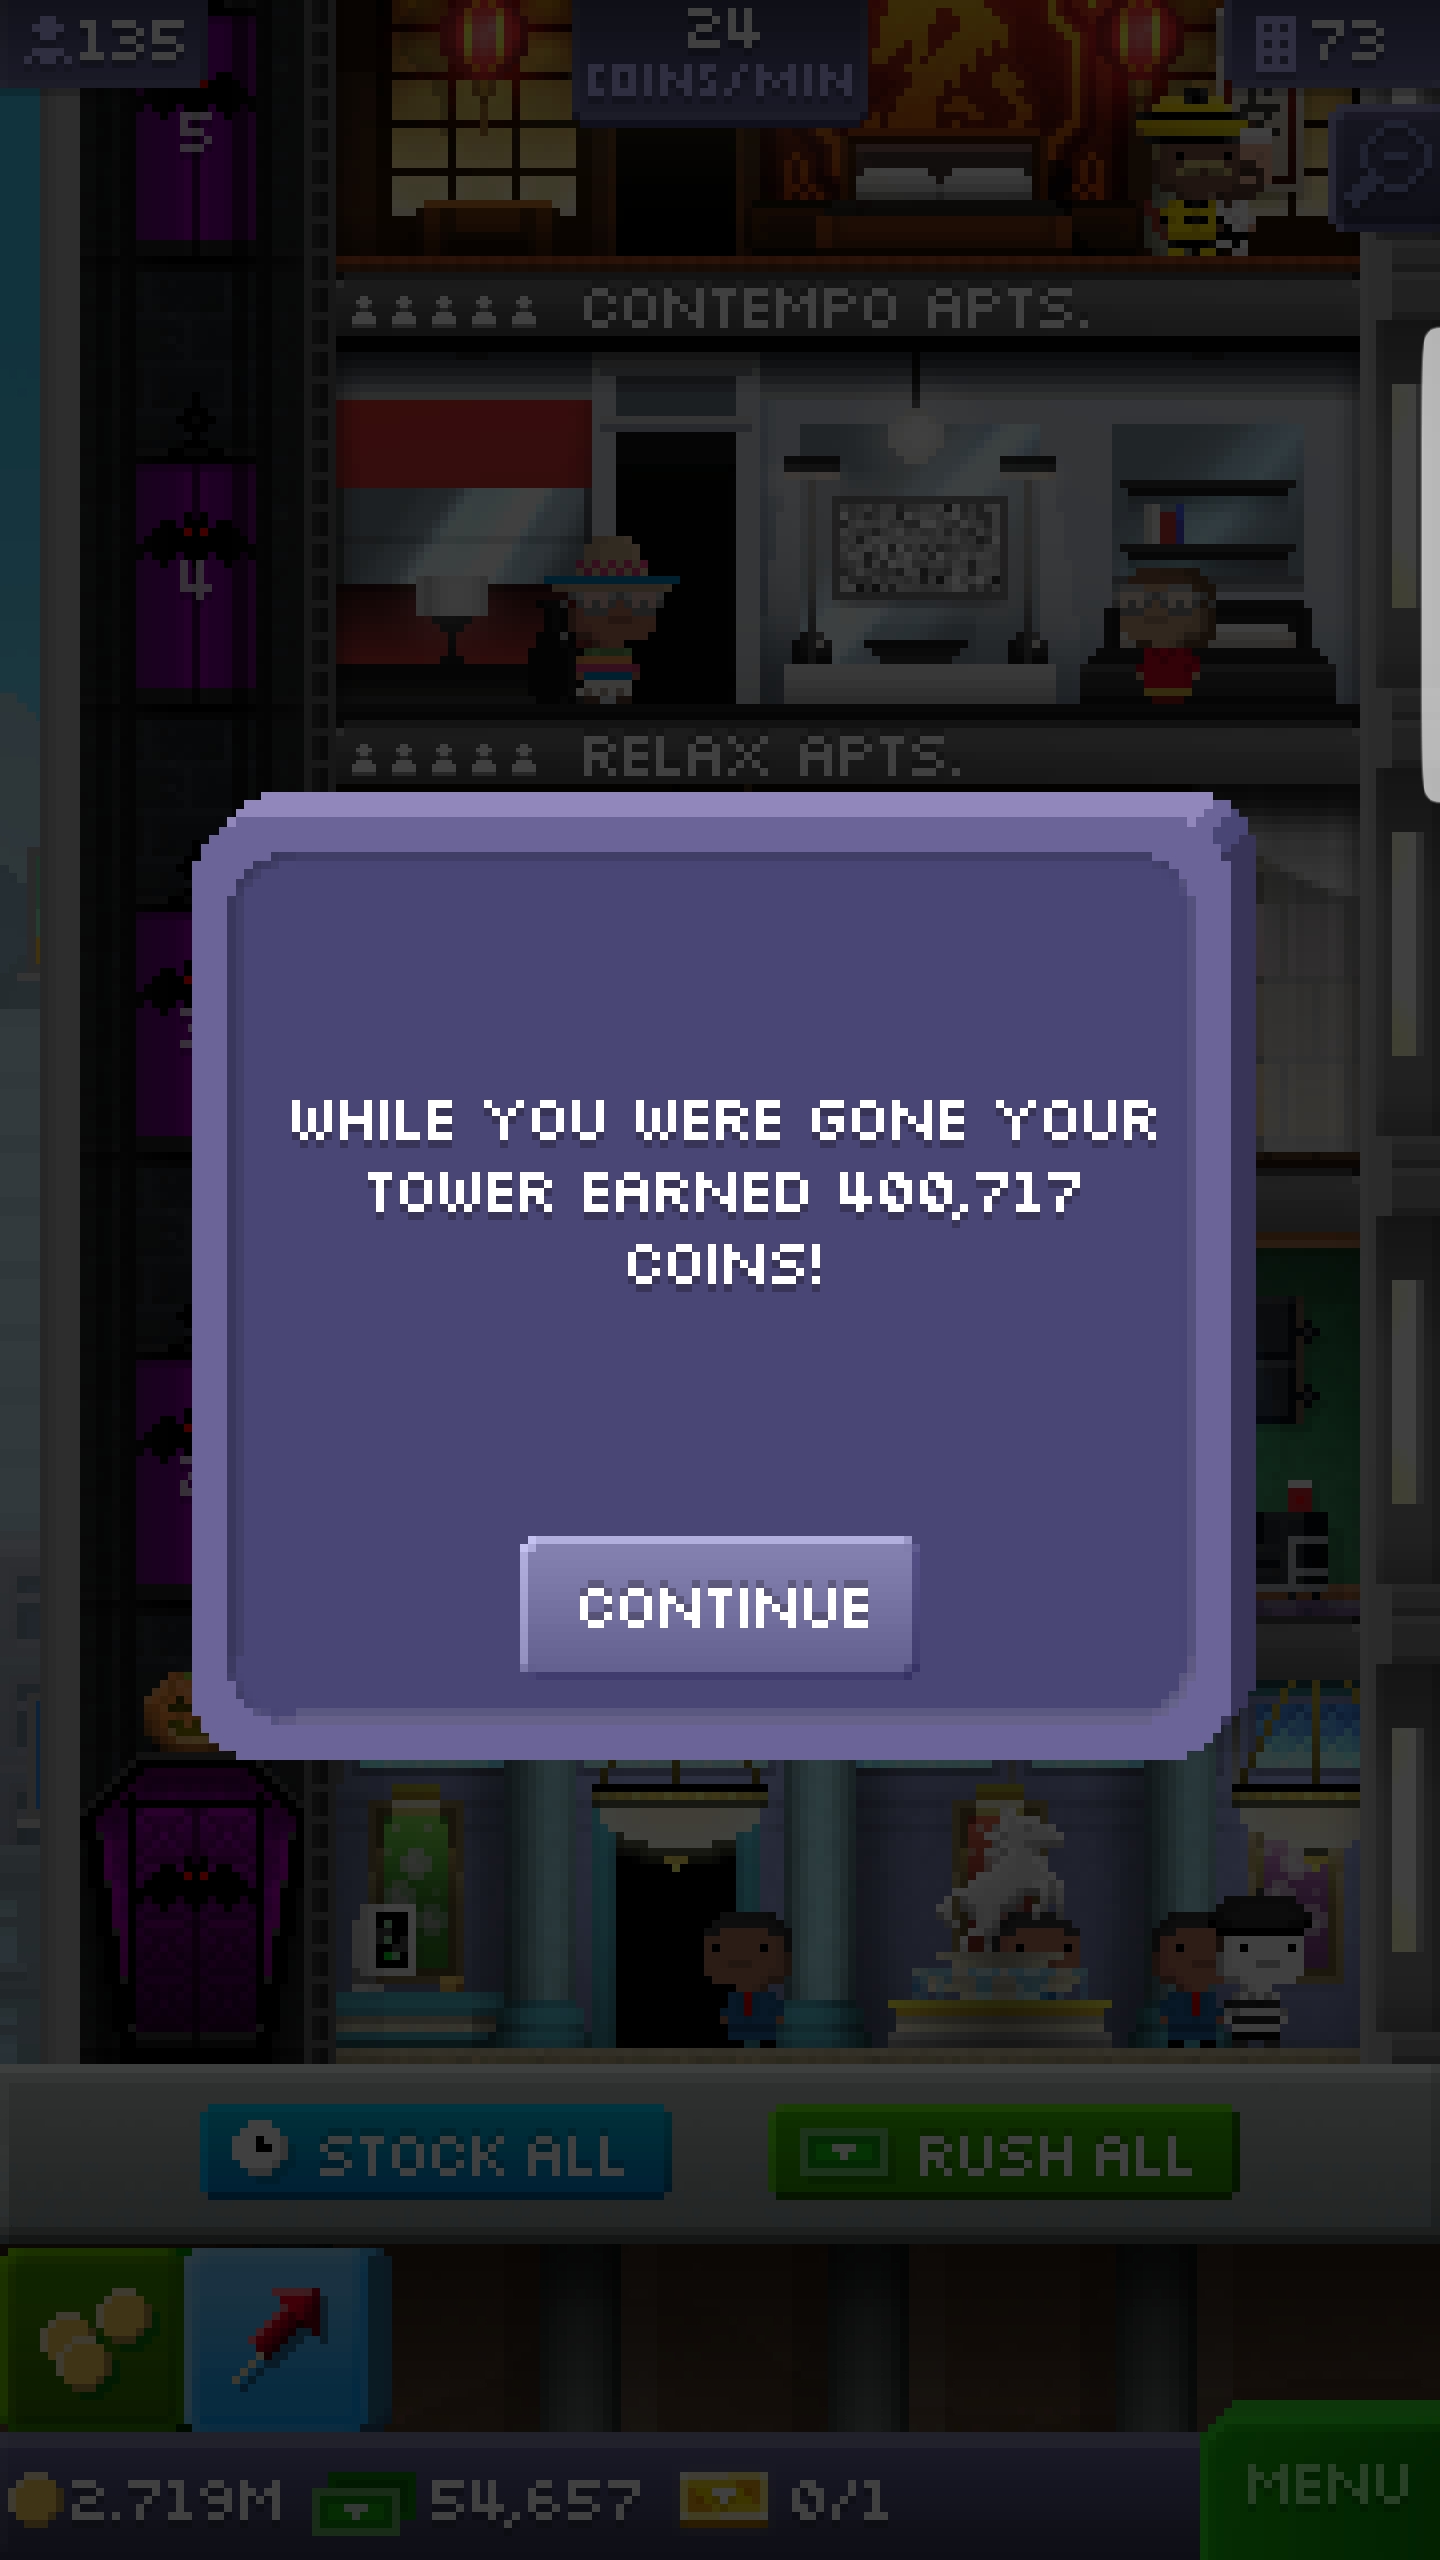 135
24
COINS/MIN
73
5
CONTEMPO APTS.
4
RELAX APTS.
WHILE YOU WERE GONE YOUR
TOWER EARNED 400,717
COINS!
CONTINUE
STOCK ALL
RUSH ALL
2.719M
54,657
0/1
MENU